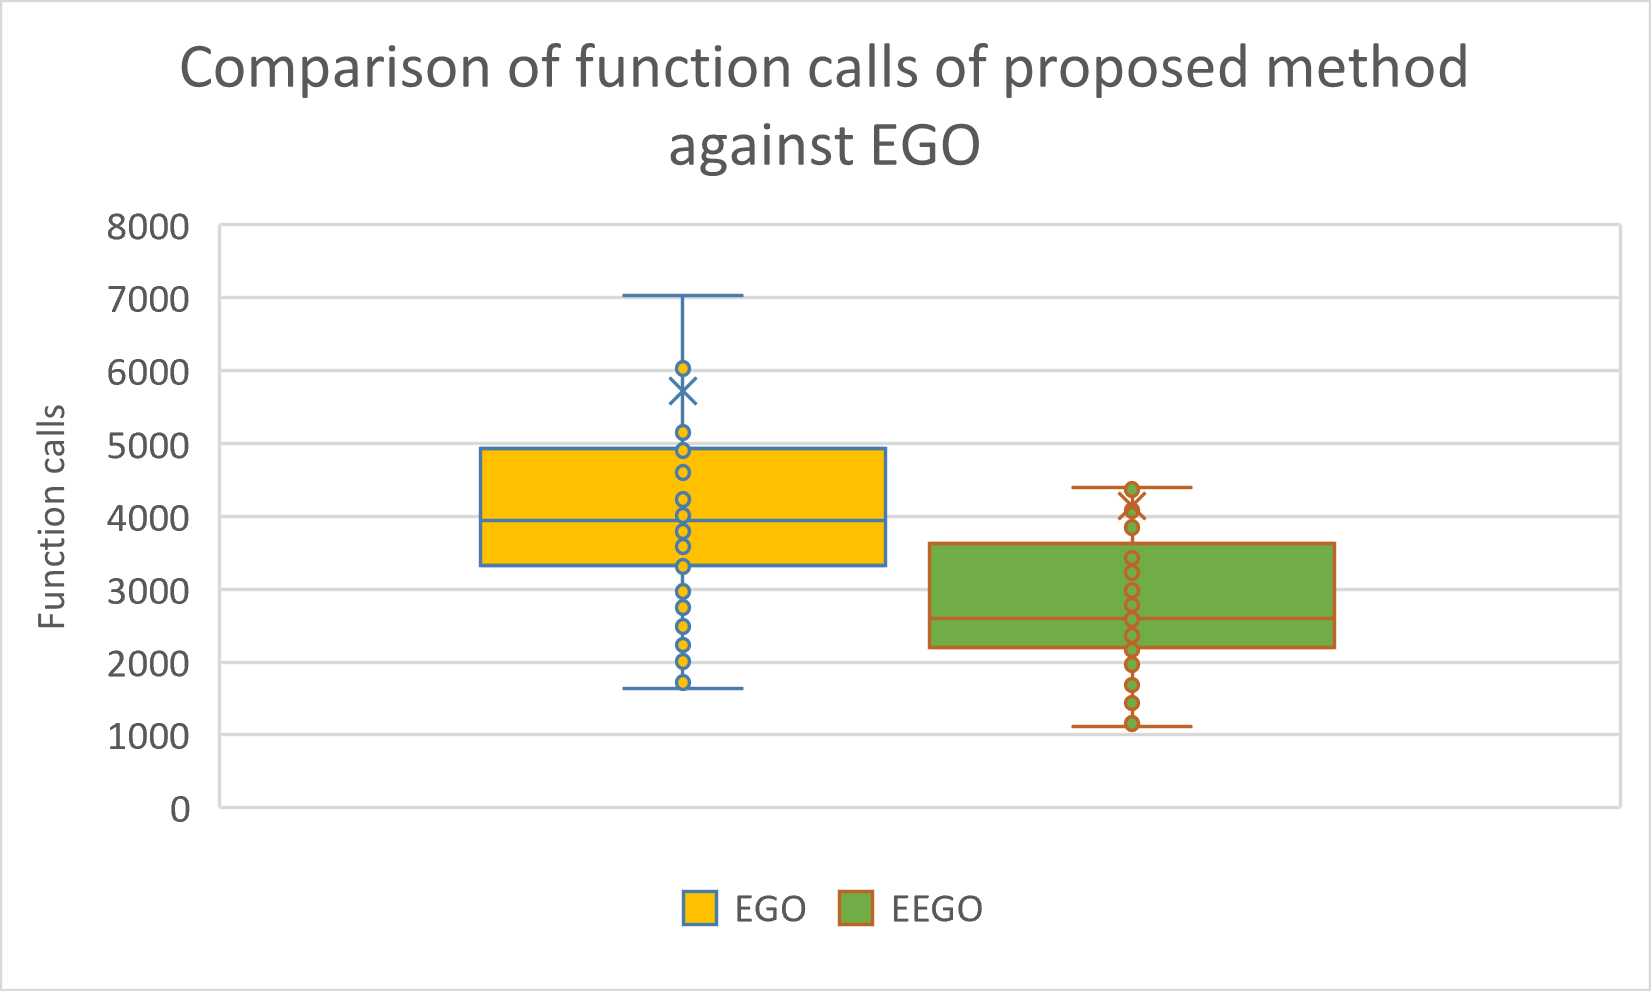 Comparison of function calls of proposed method
against EGO
8000
7000
6000
5000
4000
3000
2000
1000
0
Function calls
EGO
EEGO